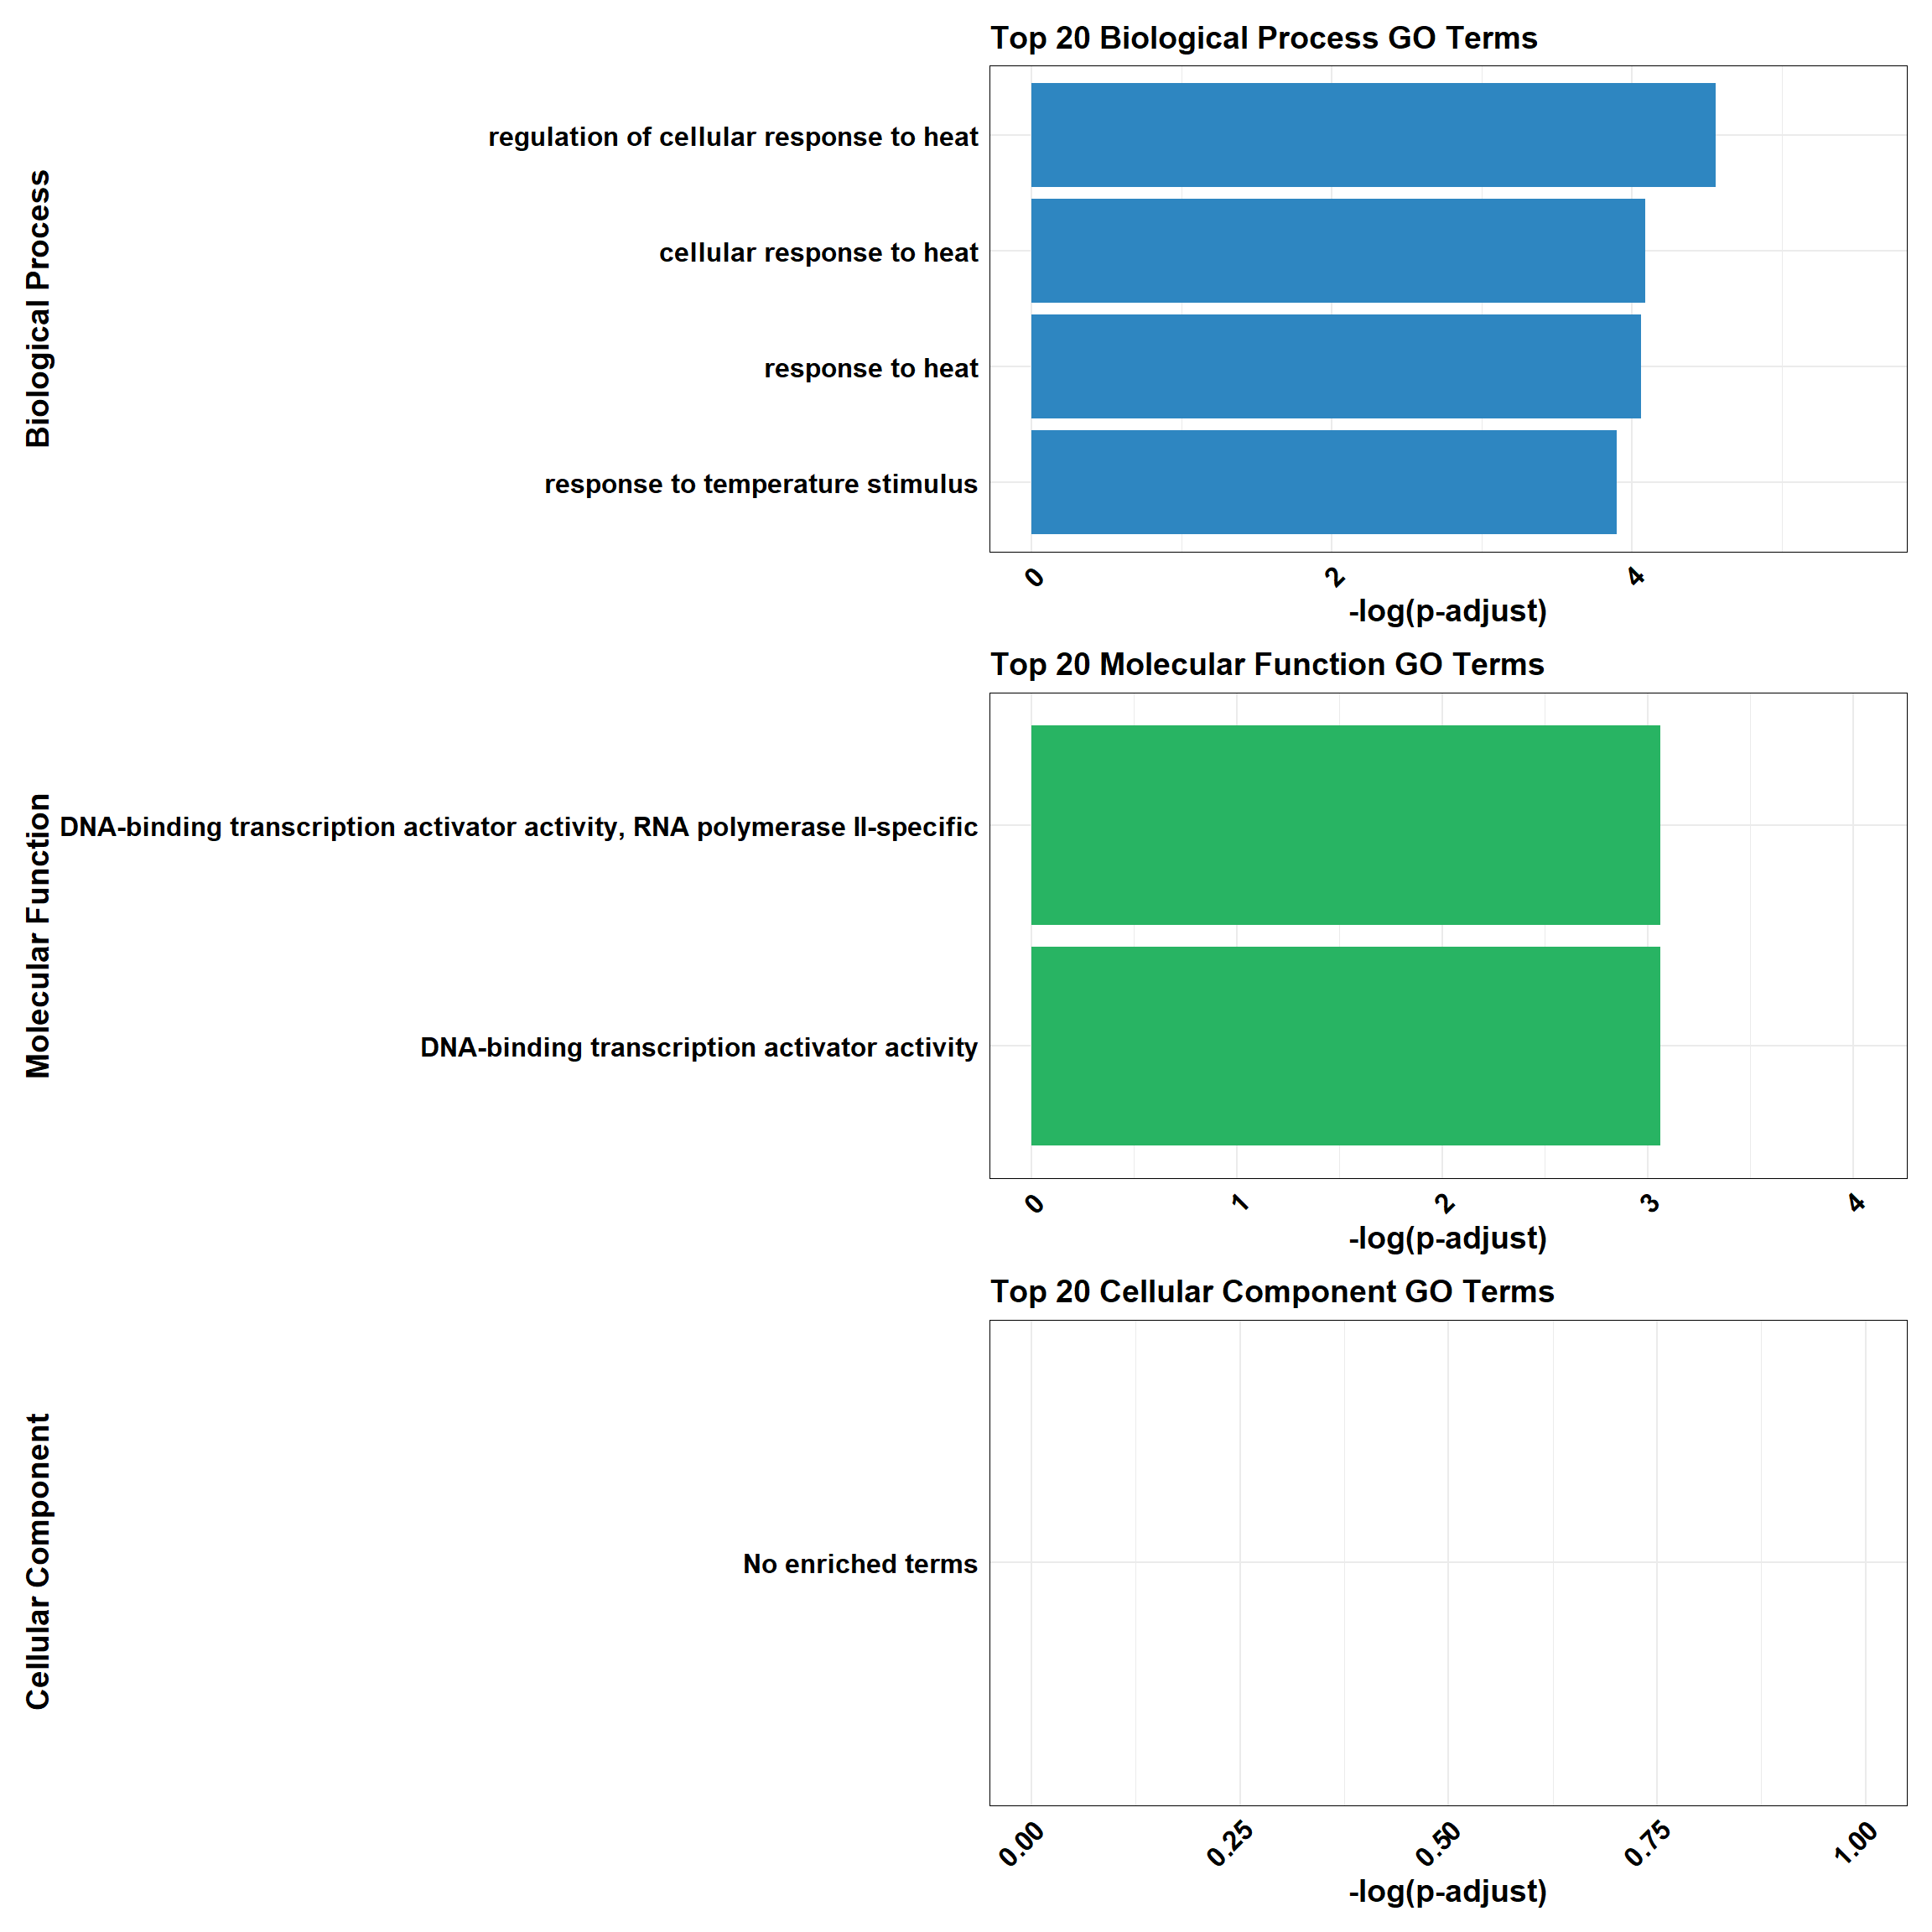 Top 20 Biological Process GO Terms
Biological Process
regulation of cellular response to heat
cellular response to heat
response to heat
response to temperature stimulus
0 2 4
-log(p-adjust)
Top 20 Molecular Function GO Terms
Molecular Function
DNA-binding transcription activator activity, RNA polymerase II-specific
DNA-binding transcription activator activity
0 1 2 3 4
-log(p-adjust)
Top 20 Cellular Component GO Terms
Cellular Component
No enriched terms
0.00 0.25 0.50 0.75 1.00
-log(p-adjust)